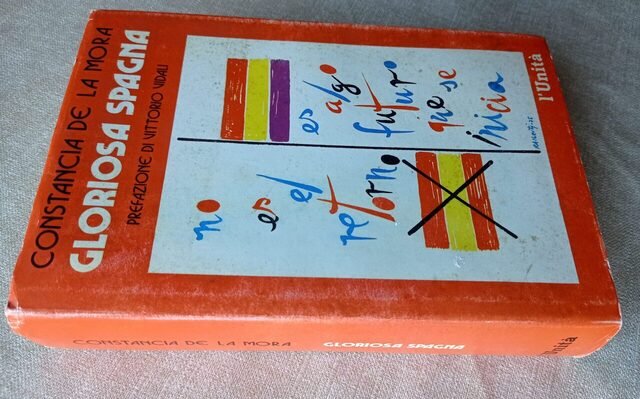 CONSTANCIA DE LA MORA
GLORIOSA SPAGNA
PREFAZIONE DI VITTORIO VIDALI
no
es el
retorno
es algo
futuro
que se
inicia
l'Unità
CONSTANCIA DE LA MORA
GLORIOSA SPAGNA
l'Unità